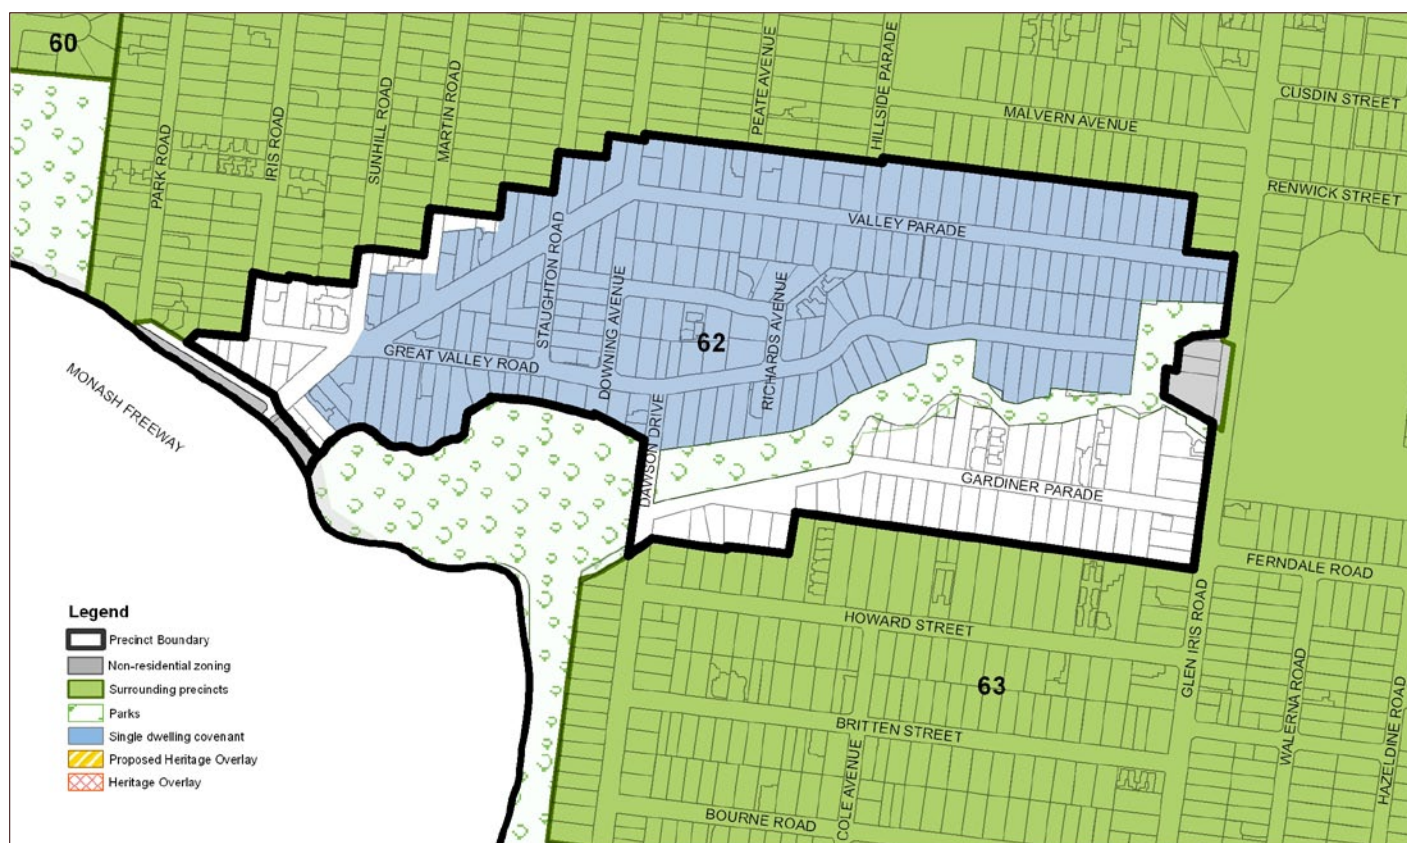 60
PARK ROAD
IRIS ROAD
SUNHILL ROAD
MARTIN ROAD
PEATE AVENUE
HILLSIDE PARADE
MALVERN AVENUE
CUSDIN STREET
RENWICK STREET
VALLEY PARADE
STAUGHTON ROAD
DOWNING AVENUE
RICHARDS AVENUE
62
GREAT VALLEY ROAD
MONASH FREEWAY
DAWSON DRIVE
GARDINER PARADE
FERNDALE ROAD
HOWARD STREET
GLEN IRIS ROAD
63
WALERNA ROAD
HAZELDINE ROAD
BRITTEN STREET
COLE AVENUE
BOURNE ROAD
Legend
Precinct Boundary
Non-residential zoning
Surrounding precincts
Parks
Single dwelling covenant
Proposed Heritage Overlay
Heritage Overlay